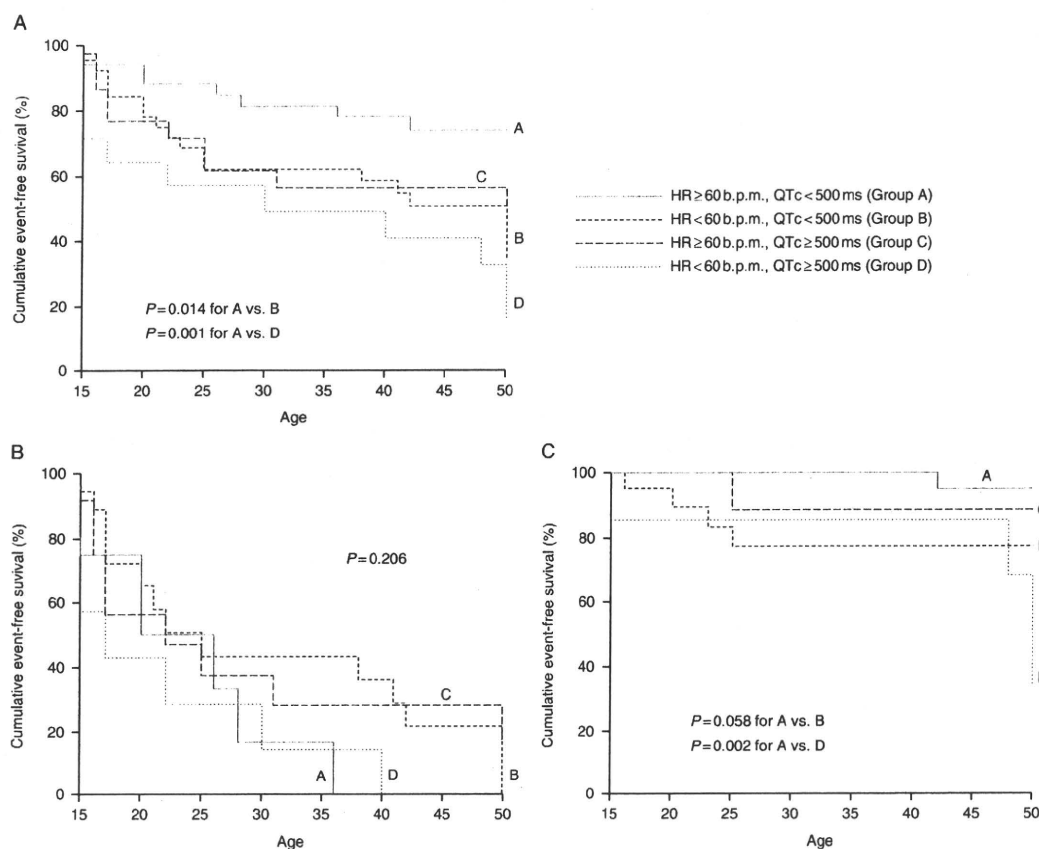 A
Cumulative event-free suvival (%)
100
80
60
40
20
0
A
C
B
D
P=0.014 for A vs. B
P=0.001 for A vs. D
15 20 25 30 35 40 45 50
Age
HR≥60 b.p.m., QTc<500 ms (Group A)
HR<60 b.p.m., QTc<500 ms (Group B)
HR≥60 b.p.m., QTc≥500 ms (Group C)
HR<60 b.p.m., QTc≥500 ms (Group D)
B
Cumulative event-free suvival (%)
100
80
60
40
20
0
P=0.206
C
A
D
B
15 20 25 30 35 40 45 50
Age
C
Cumulative event-free suvival (%)
100
80
60
40
20
0
A
P=0.058 for A vs. B
P=0.002 for A vs. D
15 20 25 30 35 40 45 50
Age